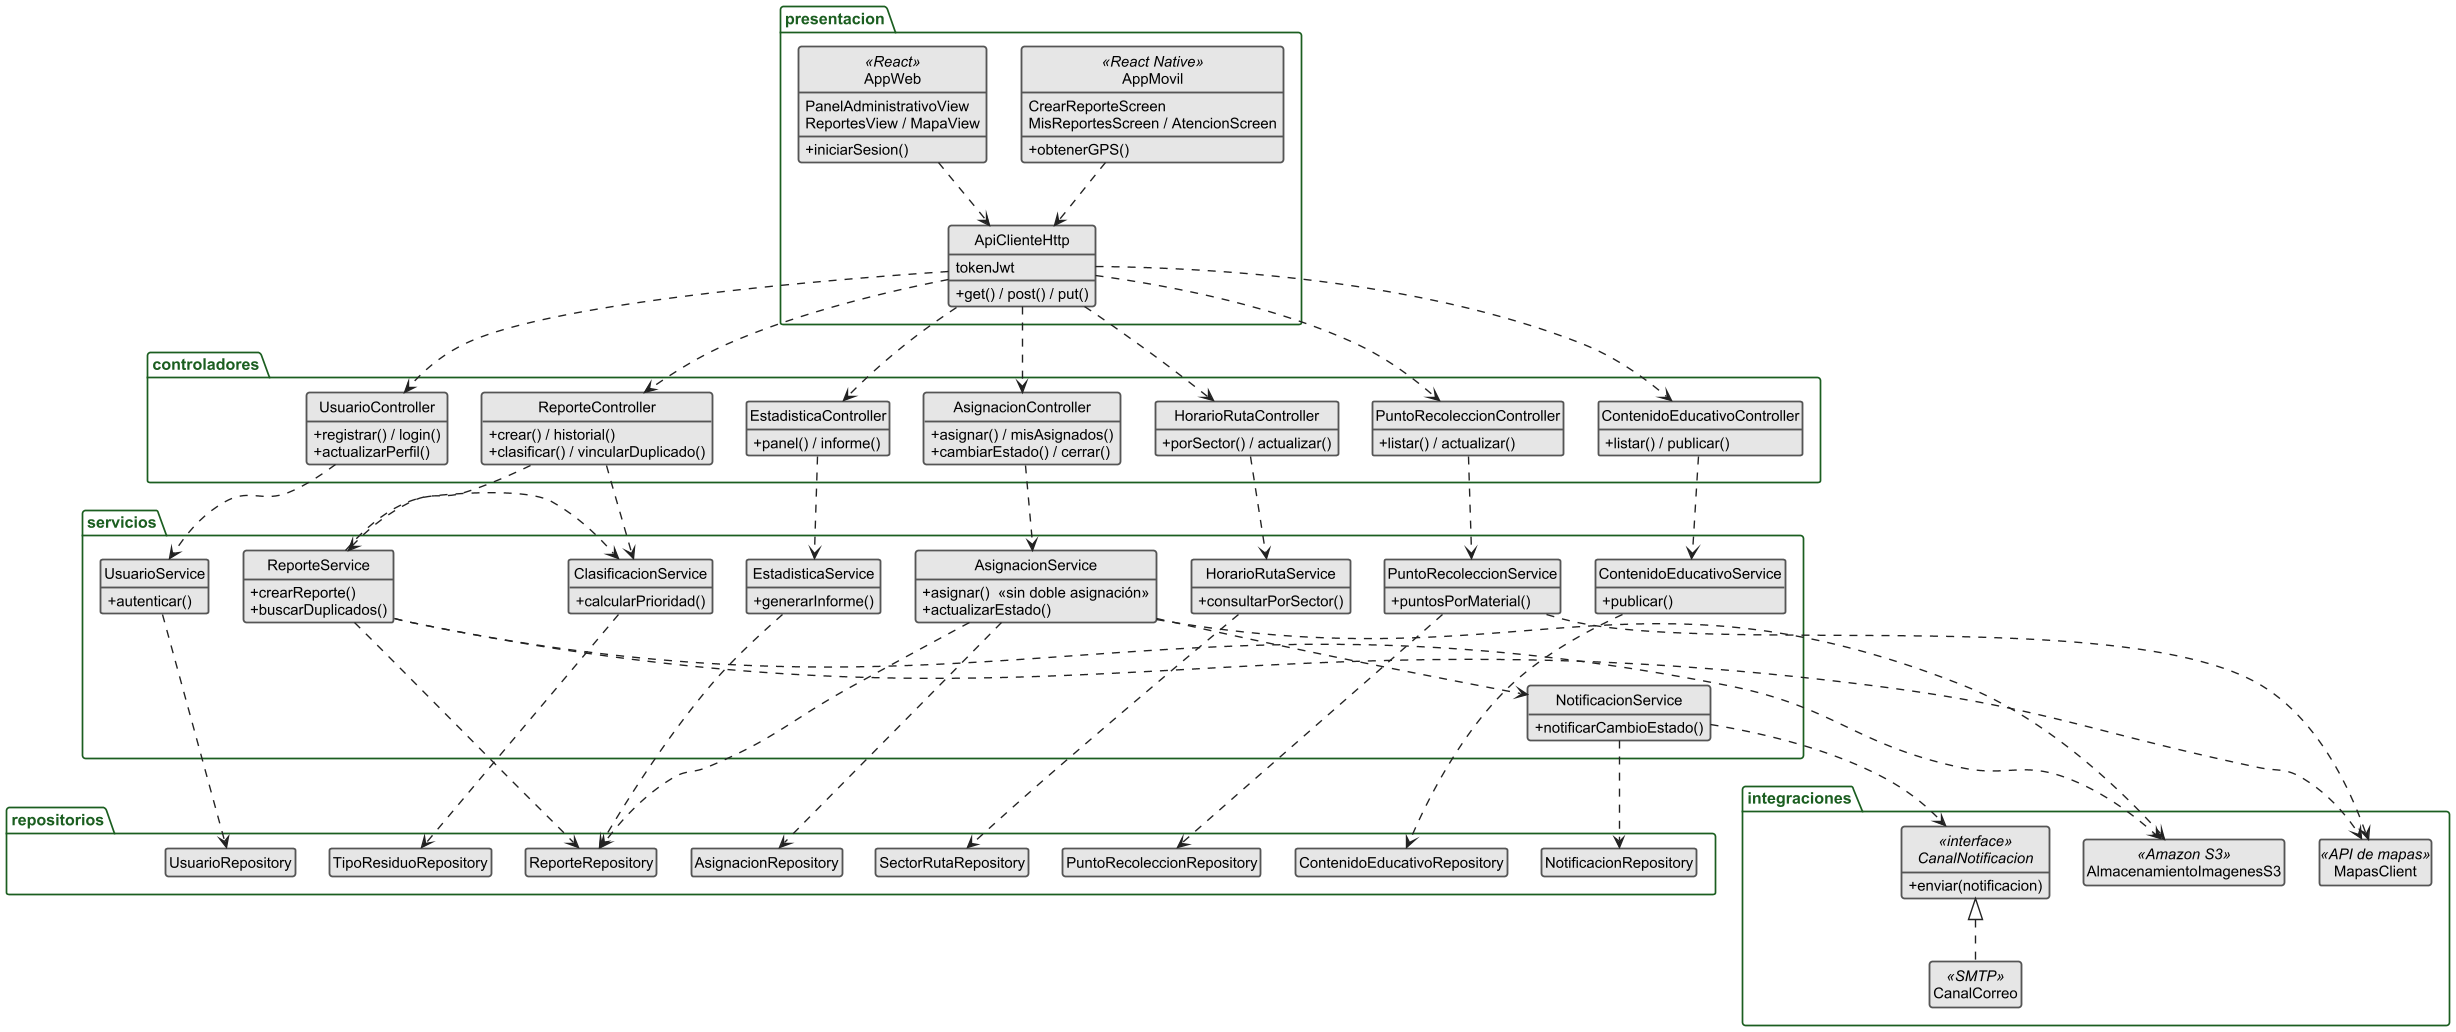 presentacion
«React»
AppWeb
PanelAdministrativoView
ReportesView / MapaView
+iniciarSesion()
«React Native»
AppMovil
CrearReporteScreen
MisReportesScreen / AtencionScreen
+obtenerGPS()
ApiClienteHttp
tokenJwt
+get() / post() / put()
controladores
UsuarioController
+registrar() / login()
+actualizarPerfil()
ReporteController
+crear() / historial()
+clasificar() / vincularDuplicado()
EstadisticaController
+panel() / informe()
AsignacionController
+asignar() / misAsignados()
+cambiarEstado() / cerrar()
HorarioRutaController
+porSector() / actualizar()
PuntoRecoleccionController
+listar() / actualizar()
ContenidoEducativoController
+listar() / publicar()
servicios
UsuarioService
+autenticar()
ReporteService
+crearReporte()
+buscarDuplicados()
ClasificacionService
+calcularPrioridad()
EstadisticaService
+generarInforme()
AsignacionService
+asignar() «sin doble asignación»
+actualizarEstado()
HorarioRutaService
+consultarPorSector()
PuntoRecoleccionService
+puntosPorMaterial()
ContenidoEducativoService
+publicar()
NotificacionService
+notificarCambioEstado()
repositorios
UsuarioRepository
TipoResiduoRepository
ReporteRepository
AsignacionRepository
SectorRutaRepository
PuntoRecoleccionRepository
ContenidoEducativoRepository
NotificacionRepository
integraciones
«interface»
CanalNotificacion
+enviar(notificacion)
«Amazon S3»
AlmacenamientoImagenesS3
«API de mapas»
MapasClient
«SMTP»
CanalCorreo